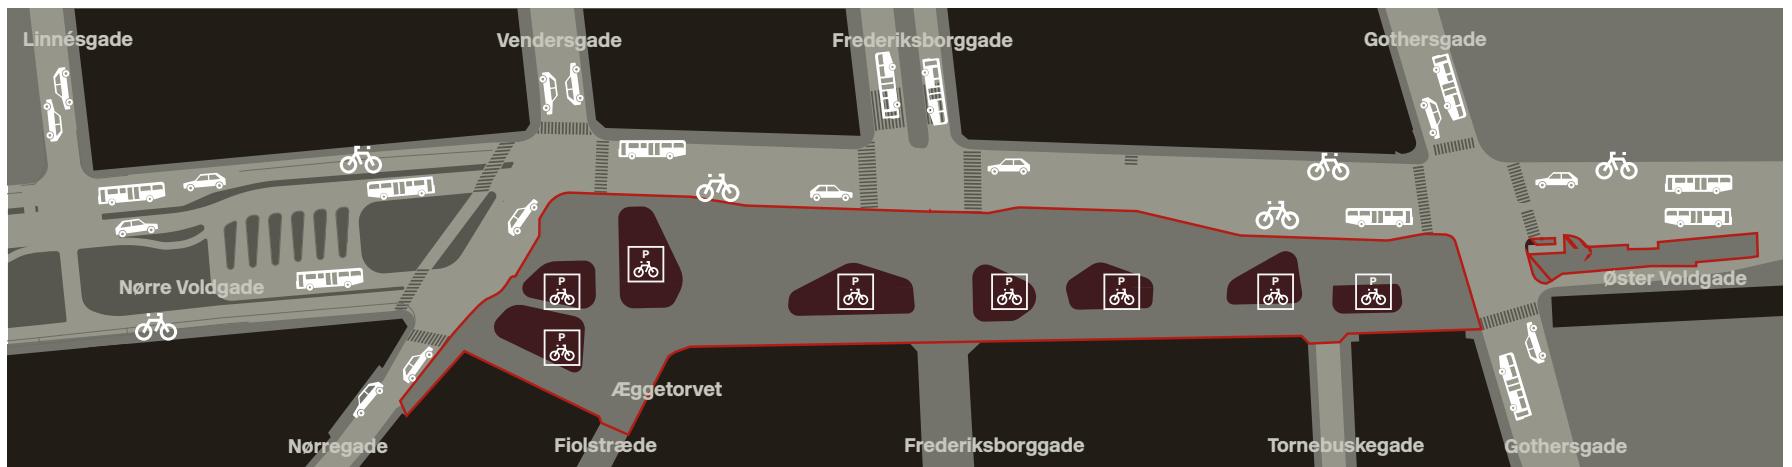 Linnésgade
Vendersgade
Frederiksborggade
Gothersgade
P
P
P
P
P
P
P
P
Nørre Voldgade
Øster Voldgade
Æggetorvet
Nørregade
Fiolstræde
Frederiksborggade
Tornebuskegade
Gothersgade